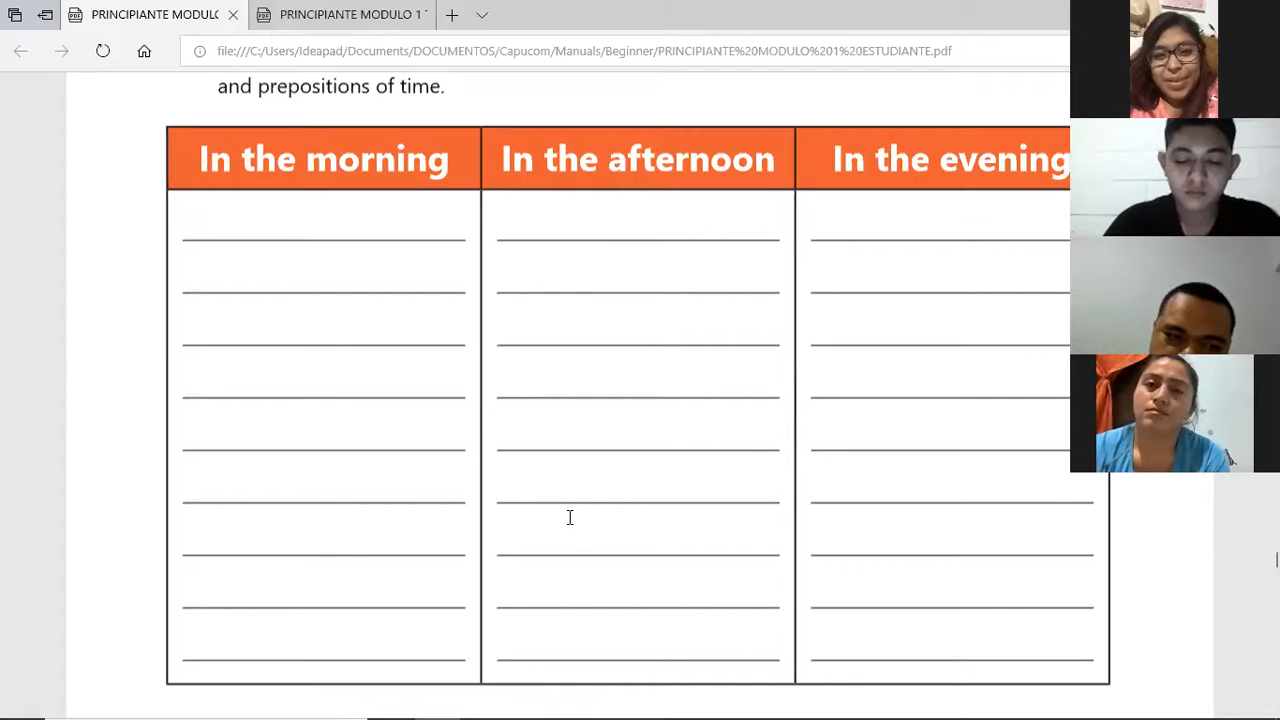 PRINCIPIANTE MODULO
PRINCIPIANTE MODULO 1
file:///C:/Users/Ideapad/Documents/DOCUMENTOS/Capucom/Manuals/Beginner/PRINCIPIANTE%20MODULO%201%20ESTUDIANTE.pdf
and prepositions of time.
In the morning
In the afternoon
In the evening